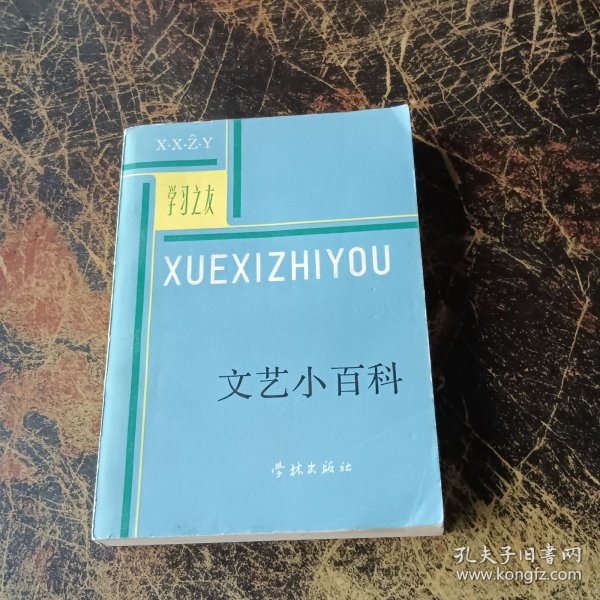 X·X·Ẑ·Y
学习之友
XUEXIZHIYOU
文艺小百科
学林出版社
孔夫子旧书网
www.kongfz.com